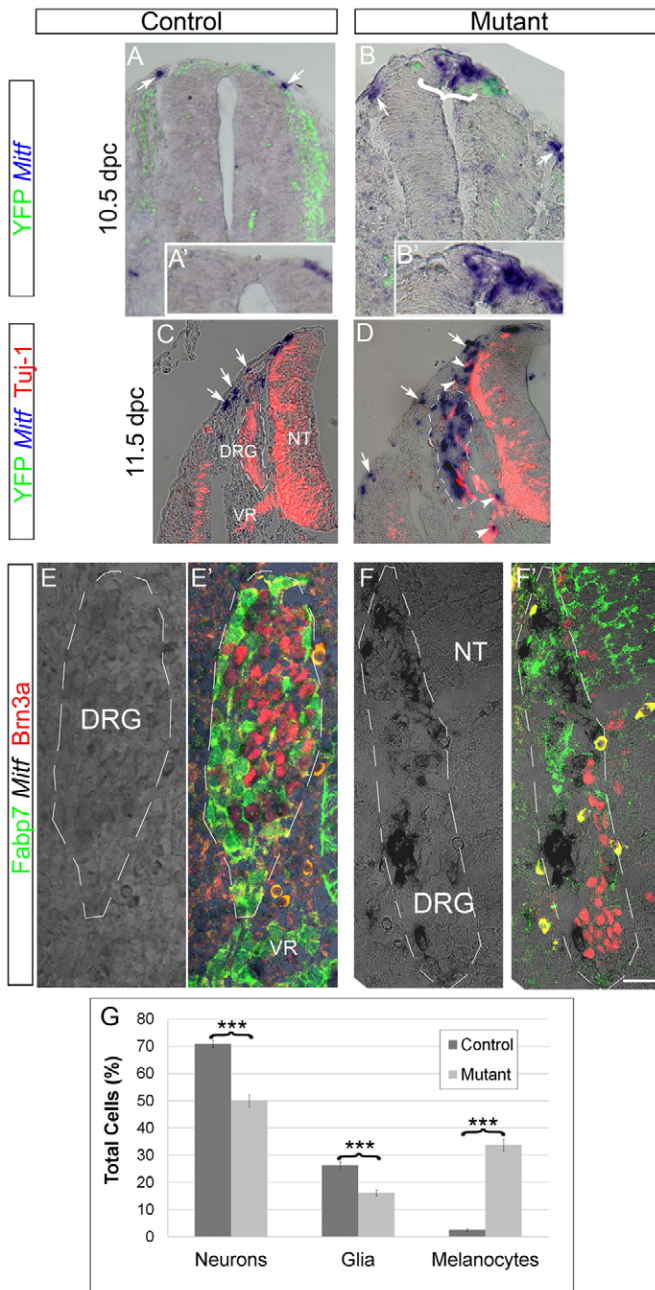 Control
Mutant
YFP Mitf
10.5 dpc
A
B
A'
B'
YFP Mitf Tuj-1
11.5 dpc
C
DRG
NT
VR
D
Fabp7 Mitf Brn3a
E
DRG
E'
VR
F
NT
DRG
F'
G
Total Cells (%)
80
70
60
50
40
30
20
10
0
***
***
***
Control
Mutant
Neurons
Glia
Melanocytes